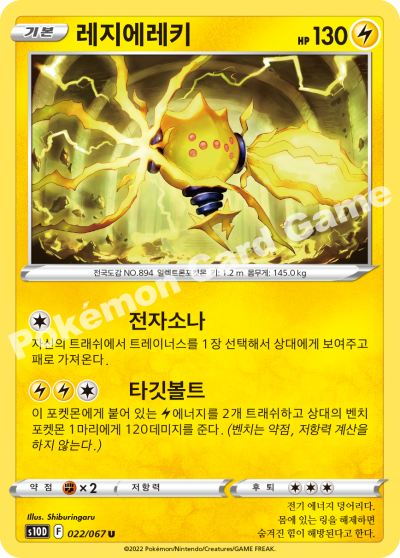 기본 레지에레키 HP 130
전국도감 NO.894 일렉트론포켓몬 키: 1.2 m 몸무게: 145.0 kg
전자소나
자신의 트래쉬에서 트레이너스를 1장 선택해서 상대에게 보여주고
패로 가져온다.
타깃볼트
이 포켓몬에게 붙어 있는 에너지를 2개 트래쉬하고 상대의 벤치
포켓몬 1마리에게 120데미지를 준다. (벤치는 약점, 저항력 계산을
하지 않는다.)
약점 ×2 저항력 후퇴
Illus. Shiburingaru
s10D F 022/067 U
전기 에너지 덩어리다.
몸에 있는 링을 해제하면
숨겨진 힘이 해방된다고 한다.
©2022 Pokémon/Nintendo/Creatures/GAME FREAK.
Pokémon Card Game